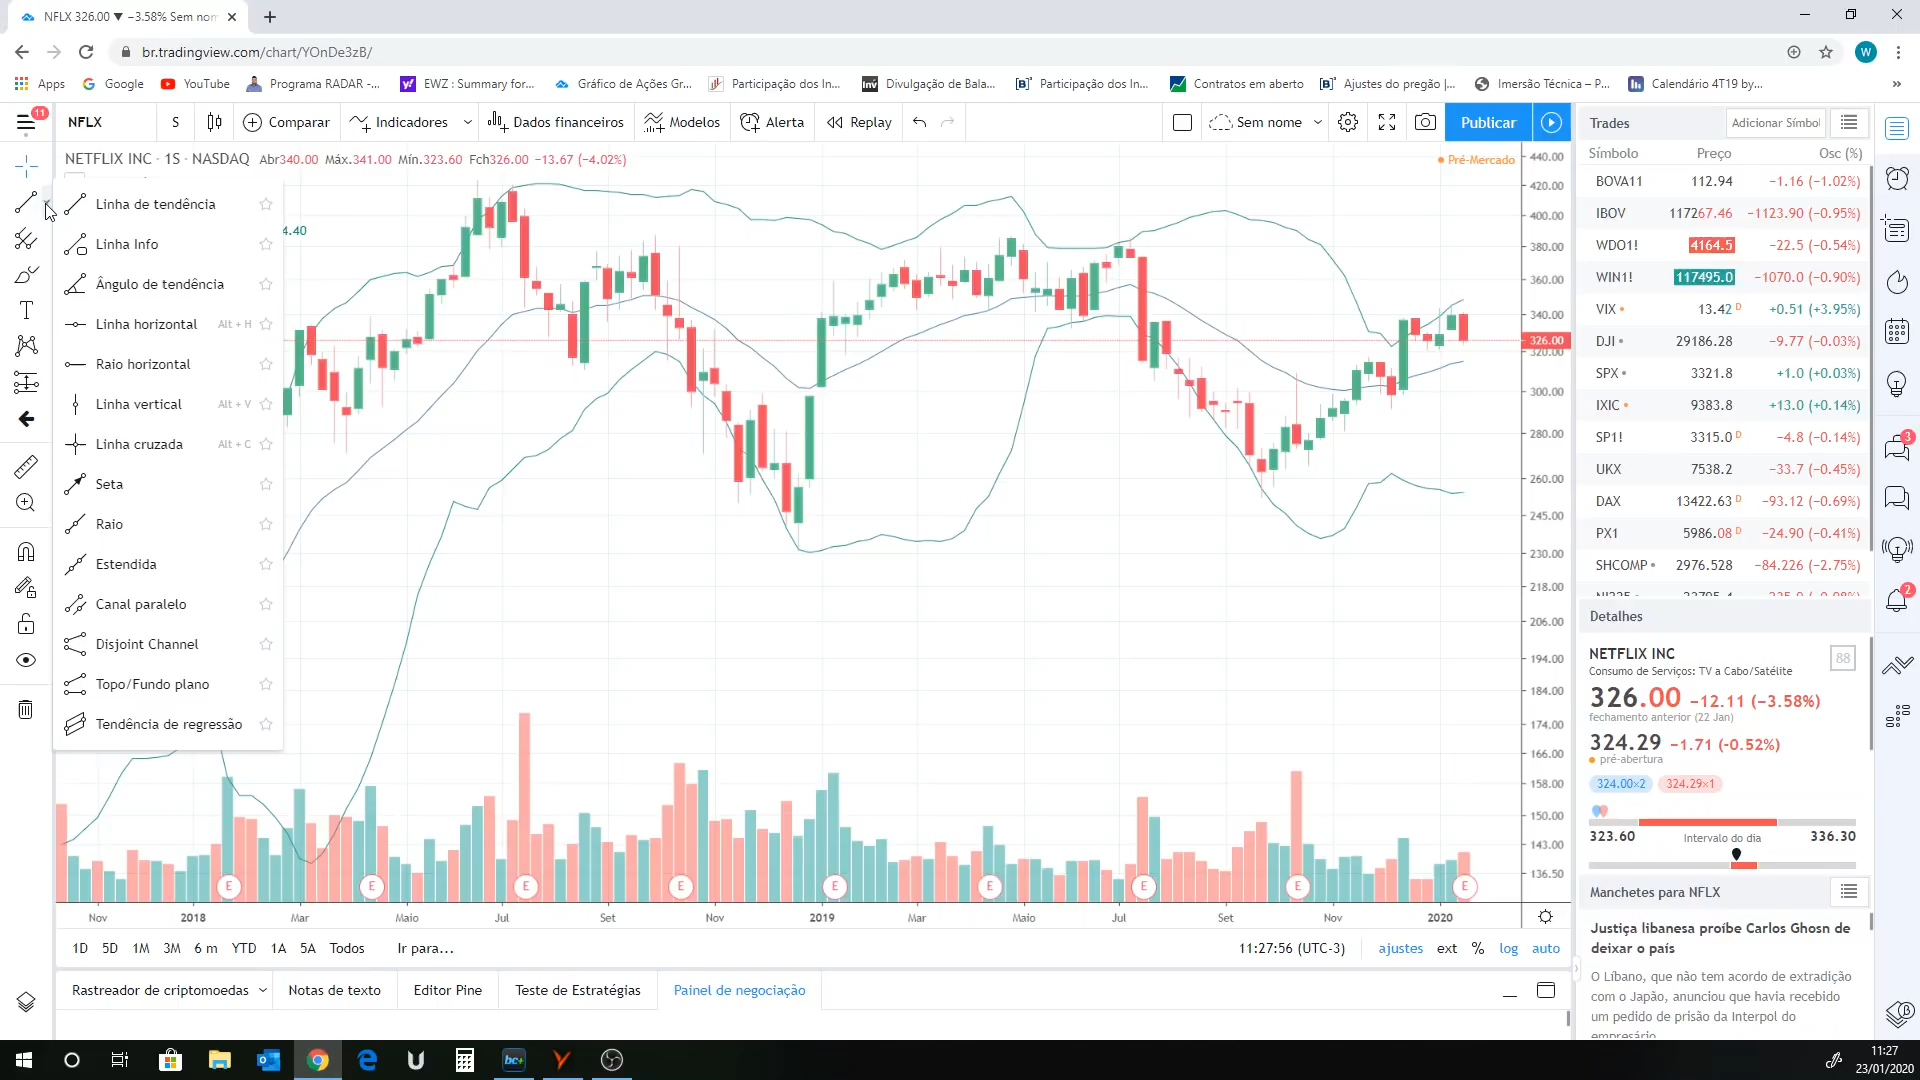 NFLX 326.00 ▼ −3.58% Sem nom
br.tradingview.com/chart/YOnDe3zB/
W
Apps Google YouTube Programa RADAR -... EWZ : Summary for... Gráfico de Ações Gr... Participação dos In... Divulgação de Bala... Participação dos In... Contratos em aberto Ajustes do pregão |... Imersão Técnica – P... Calendário 4T19 by...
11
NFLX S Comparar Indicadores Dados financeiros Modelos Alerta Replay Sem nome Publicar
NETFLIX INC · 1S · NASDAQ Abr340.00 Máx.341.00 Mín.323.60 Fch326.00 −13.67 (−4.02%)
Pré-Mercado
4.40
Linha de tendência
Linha Info
Ângulo de tendência
Linha horizontal Alt + H
Raio horizontal
Linha vertical Alt + V
Linha cruzada Alt + C
Seta
Raio
Estendida
Canal paralelo
Disjoint Channel
Topo/Fundo plano
Tendência de regressão
440.00
420.00
400.00
380.00
360.00
340.00
326.00
320.00
300.00
280.00
260.00
245.00
230.00
218.00
206.00
194.00
184.00
174.00
166.00
158.00
150.00
143.00
136.50
E E E E E E E E E
Nov 2018 Mar Maio Jul Set Nov 2019 Mar Maio Jul Set Nov 2020
1D 5D 1M 3M 6 m YTD 1A 5A Todos Ir para... 11:27:56 (UTC-3) ajustes ext % log auto
Rastreador de criptomoedas Notas de texto Editor Pine Teste de Estratégias Painel de negociação
Trades Adicionar Símbol
Símbolo Preço Osc (%)
BOVA11 112.94 −1.16 (−1.02%)
IBOV 117267.46 −1123.90 (−0.95%)
WDO1! 4164.5 −22.5 (−0.54%)
WIN1! 117495.0 −1070.0 (−0.90%)
VIX 13.42 D +0.51 (+3.95%)
DJI 29186.28 −9.77 (−0.03%)
SPX 3321.8 +1.0 (+0.03%)
IXIC 9383.8 +13.0 (+0.14%)
SP1! 3315.0 D −4.8 (−0.14%)
UKX 7538.2 −33.7 (−0.45%)
DAX 13422.63 D −93.12 (−0.69%)
PX1 5986.08 D −24.90 (−0.41%)
SHCOMP 2976.528 −84.226 (−2.75%)
Detalhes
NETFLIX INC 88
Consumo de Serviços: TV a Cabo/Satélite
326.00 −12.11 (−3.58%)
fechamento anterior (22 Jan)
324.29 −1.71 (-0.52%)
pré-abertura
324.00×2 324.29×1
323.60 Intervalo do dia 336.30
Manchetes para NFLX
Justiça libanesa proíbe Carlos Ghosn de
deixar o país
O Líbano, que não tem acordo de extradição
com o Japão, anunciou que havia recebido
um pedido de prisão da Interpol do
empresário
3
2
bc+
11:27
23/01/2020